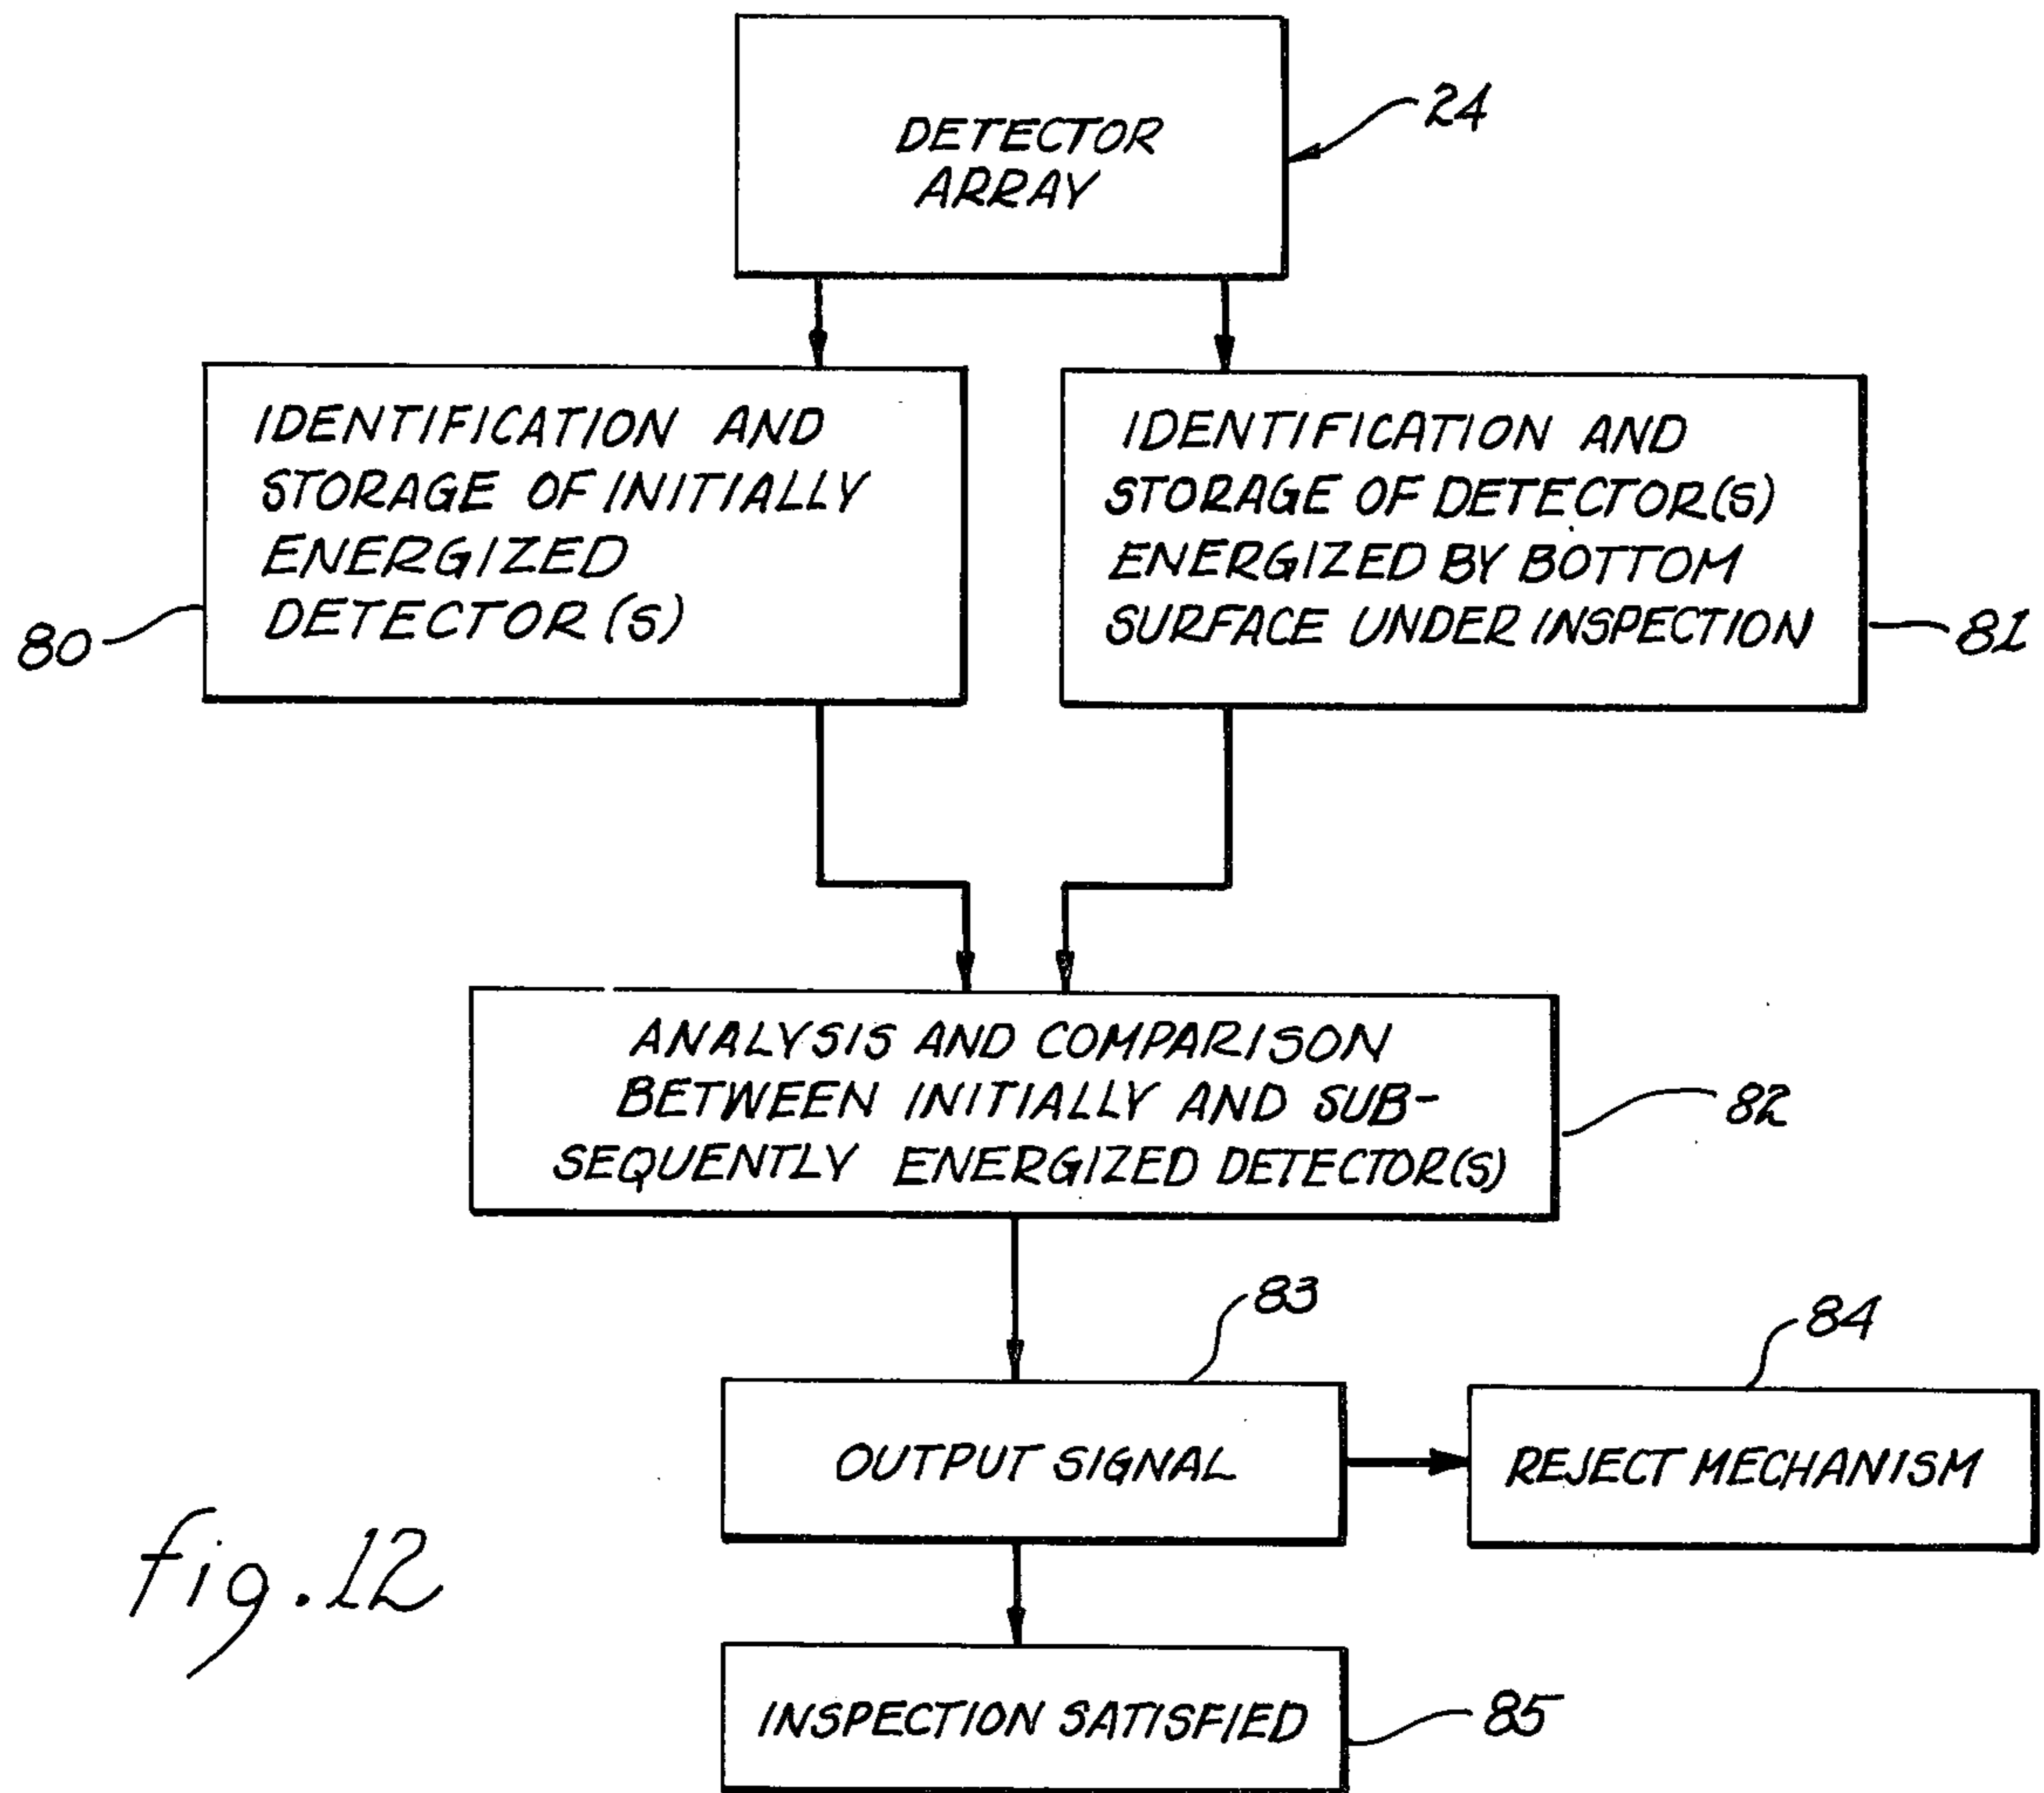 DETECTOR
ARRAY
24
IDENTIFICATION AND
STORAGE OF INITIALLY
ENERGIZED
DETECTOR(S)
80
IDENTIFICATION AND
STORAGE OF DETECTOR(S)
ENERGIZED BY BOTTOM
SURFACE UNDER INSPECTION
81
ANALYSIS AND COMPARISON
BETWEEN INITIALLY AND SUB-
SEQUENTLY ENERGIZED DETECTOR(S)
82
83
OUTPUT SIGNAL
84
REJECT MECHANISM
INSPECTION SATISFIED
85
fig.12